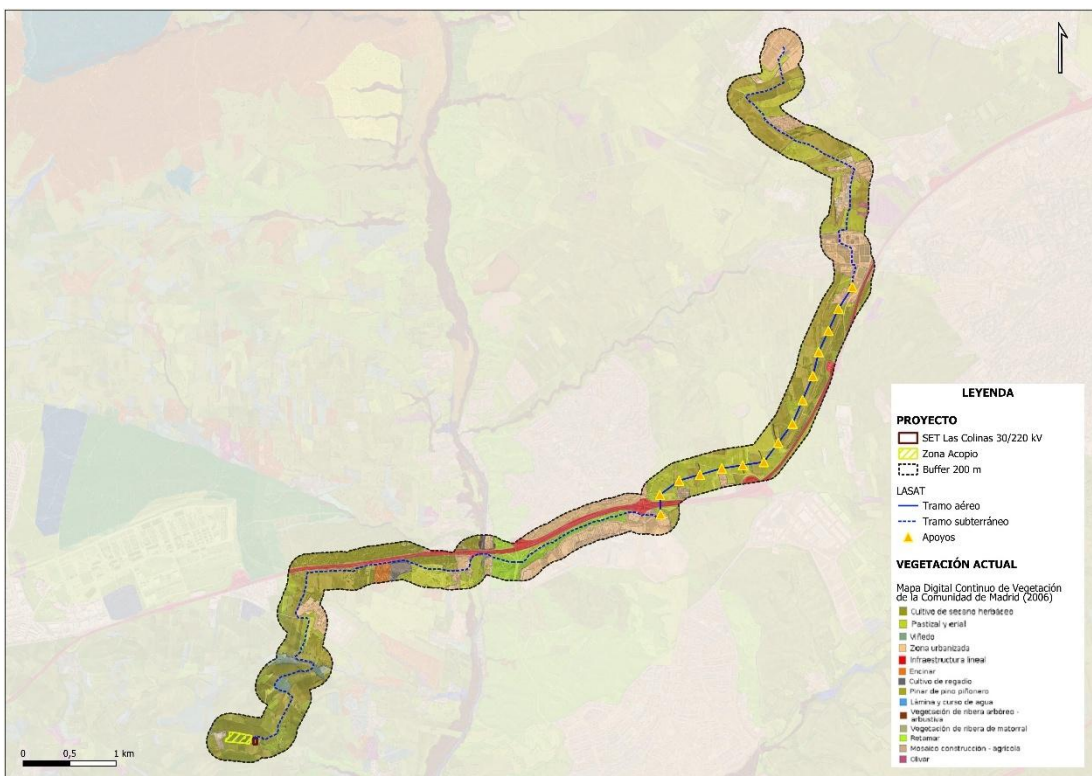 LEYENDA
PROYECTO
SET Las Colinas 30/220 kV
Zona Acopio
Buffer 200 m
LASAT
Tramo aéreo
Tramo subterráneo
Apoyos
VEGETACIÓN ACTUAL
Mapa Digital Continuo de Vegetación
de la Comunidad de Madrid (2006)
Cultivo de secano herbáceo
Pastizal y erial
Viñedo
Zona urbanizada
Infraestructura lineal
Encinar
Cultivo de regadío
Pinar de pino piñonero
Lámina y curso de agua
Vegetación de ribera arbóreo -
arbustiva
Vegetación de ribera de matorral
Retamar
Mosaico construcción - agrícola
Olivar
0 0,5 1 km